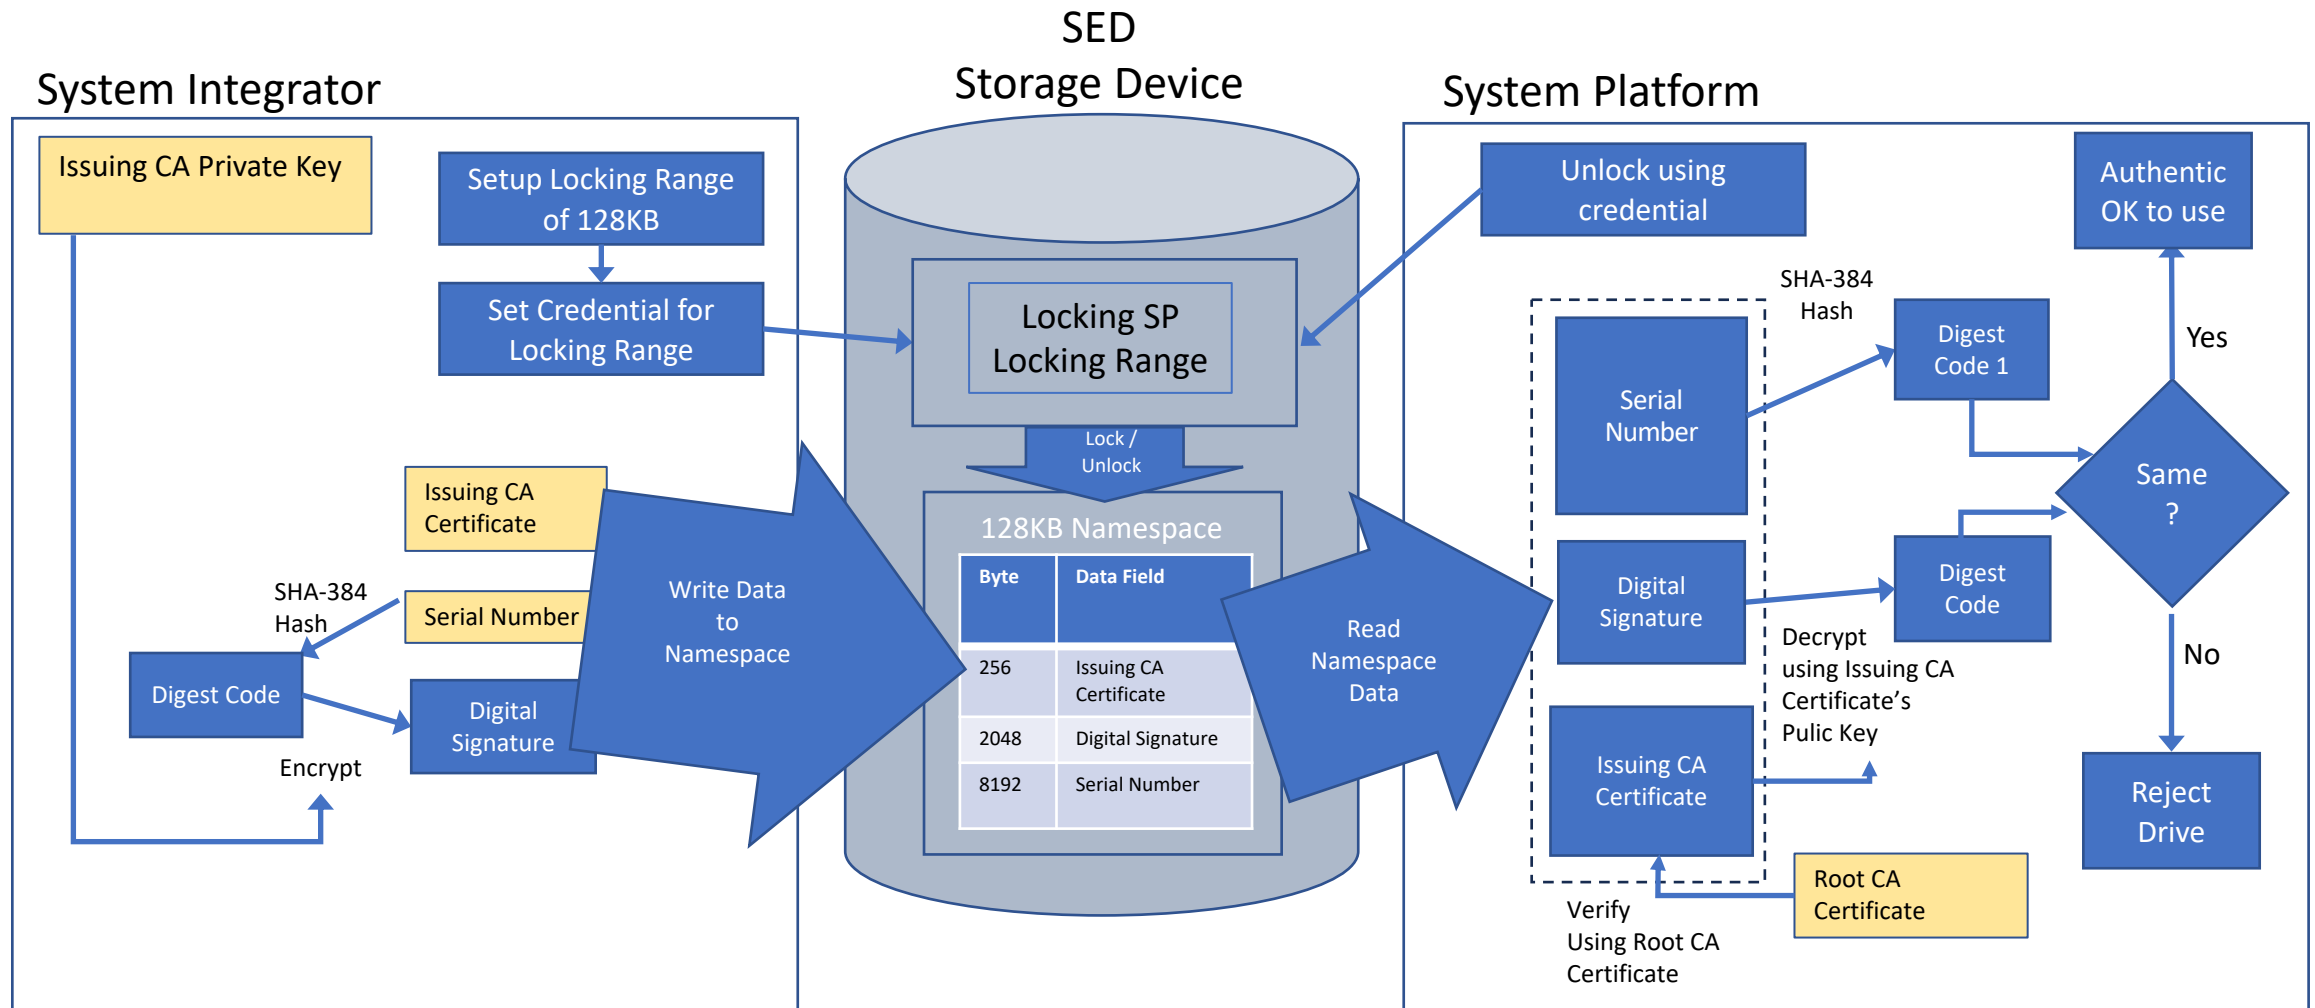 System Integrator
Issuing CA Private Key
Setup Locking Range
of 128KB
Set Credential for
Locking Range
Issuing CA
Certificate
SHA-384
Hash
Serial Number
Digest Code
Digital
Signature
Encrypt
Write Data
to
Namespace
SED
Storage Device
Locking SP
Locking Range
Lock /
Unlock
128KB Namespace
Byte Data Field
256 Issuing CA
Certificate
2048 Digital Signature
8192 Serial Number
Read
Namespace
Data
System Platform
Unlock using
credential
Authentic
OK to use
SHA-384
Hash
Serial
Number
Digest
Code 1
Yes
Same
?
Digital
Signature
Digest
Code
Decrypt
using Issuing CA
Certificate’s
Pulic Key
No
Issuing CA
Certificate
Reject
Drive
Root CA
Certificate
Verify
Using Root CA
Certificate